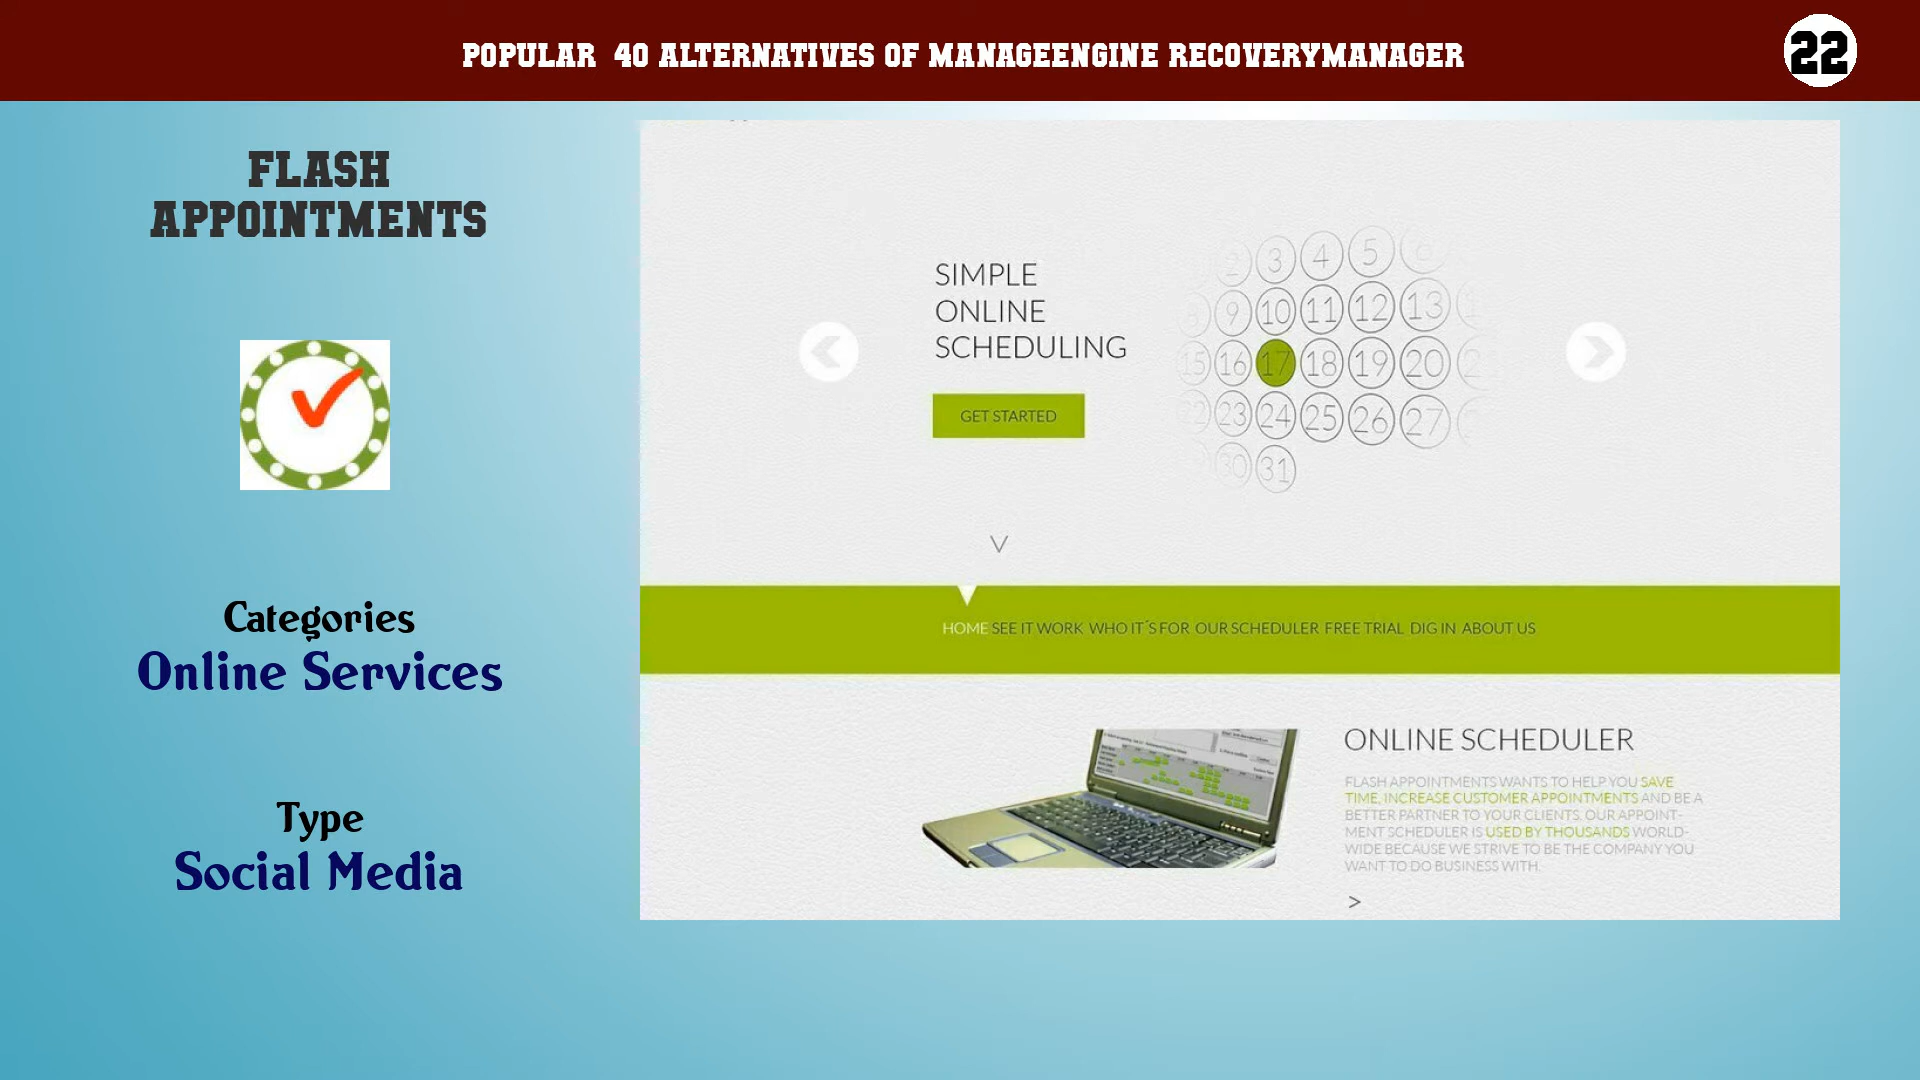 POPULAR 40 ALTERNATIVES OF MANAGEENGINE RECOVERYMANAGER
22
FLASH
APPOINTMENTS
Categories
Online Services
Type
Social Media
SIMPLE
ONLINE
SCHEDULING
GET STARTED
2 3 4 5 6
8 9 10 11 12 13
15 16 17 18 19 20
22 23 24 25 26 27
30 31
HOME SEE IT WORK WHO IT´S FOR OUR SCHEDULER FREE TRIAL DIG IN ABOUT US
ONLINE SCHEDULER
FLASH APPOINTMENTS WANTS TO HELP YOU SAVE
TIME, INCREASE CUSTOMER APPOINTMENTS AND BE A
BETTER PARTNER TO YOUR CLIENTS. OUR APPOINT-
MENT SCHEDULER IS USED BY THOUSANDS WORLD-
WIDE BECAUSE WE STRIVE TO BE THE COMPANY YOU
WANT TO DO BUSINESS WITH.
>